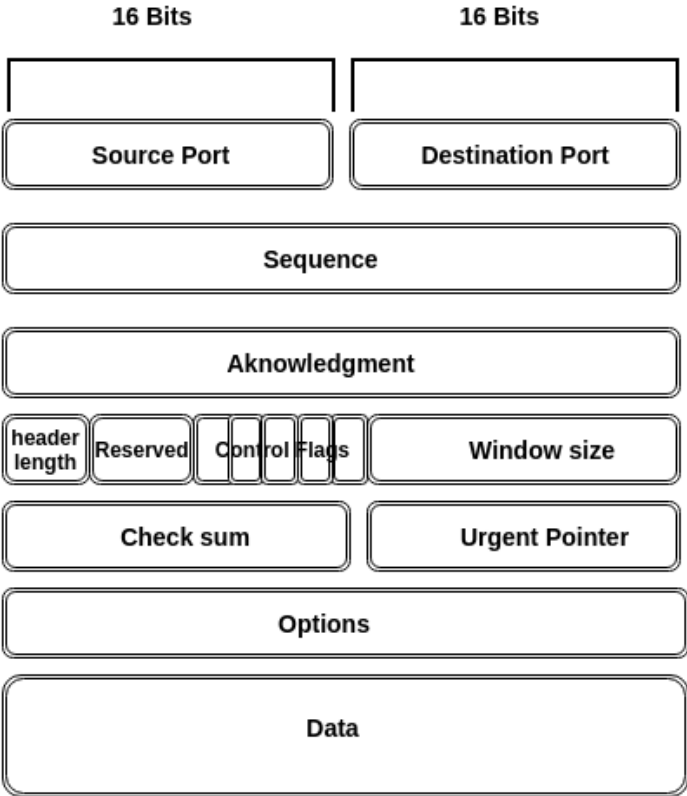 16 Bits 16 Bits
Source Port Destination Port
Sequence
Aknowledgment
header
length
Reserved Control Flags Window size
Check sum Urgent Pointer
Options
Data